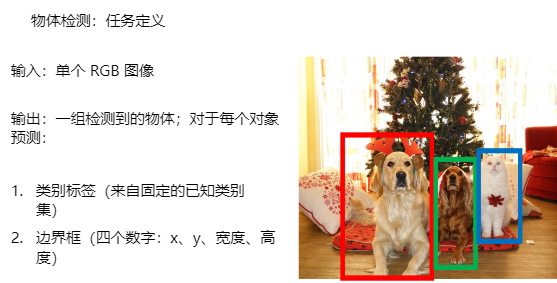 物体检测：任务定义
输入：单个 RGB 图像
输出：一组检测到的物体；对于每个对象
预测：
1. 类别标签（来自固定的已知类别
集）
2. 边界框（四个数字：x、y、宽度、高
度）